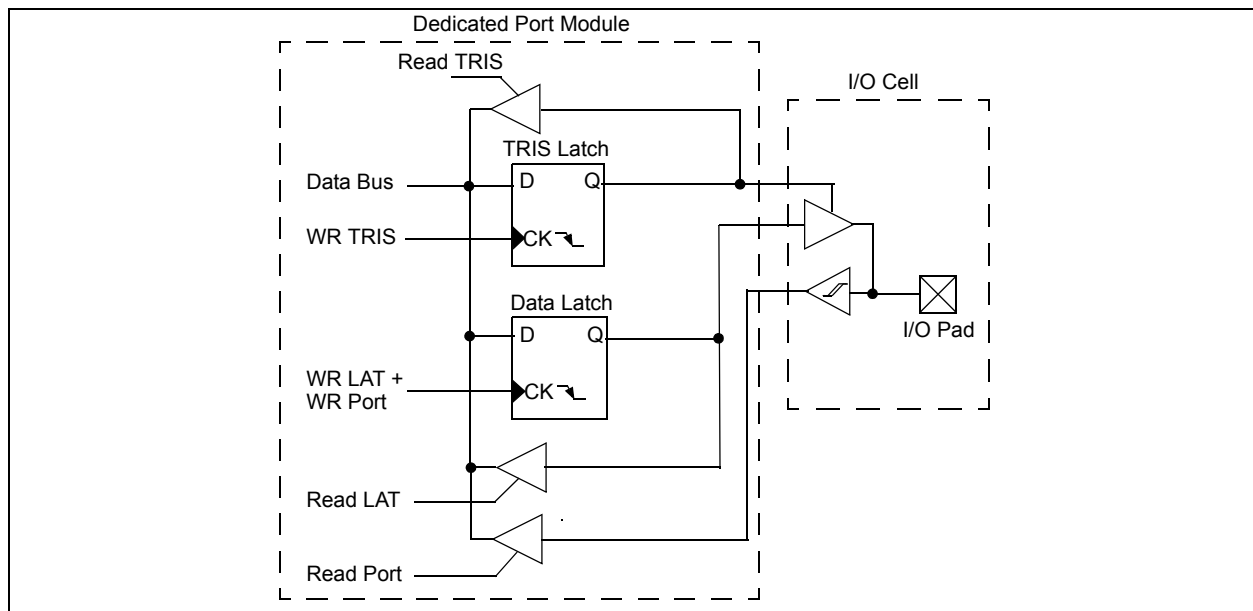 Dedicated Port Module
Read TRIS
I/O Cell
TRIS Latch
Data Bus
D
Q
WR TRIS
CK
Data Latch
D
Q
I/O Pad
WR LAT +
WR Port
CK
Read LAT
Read Port